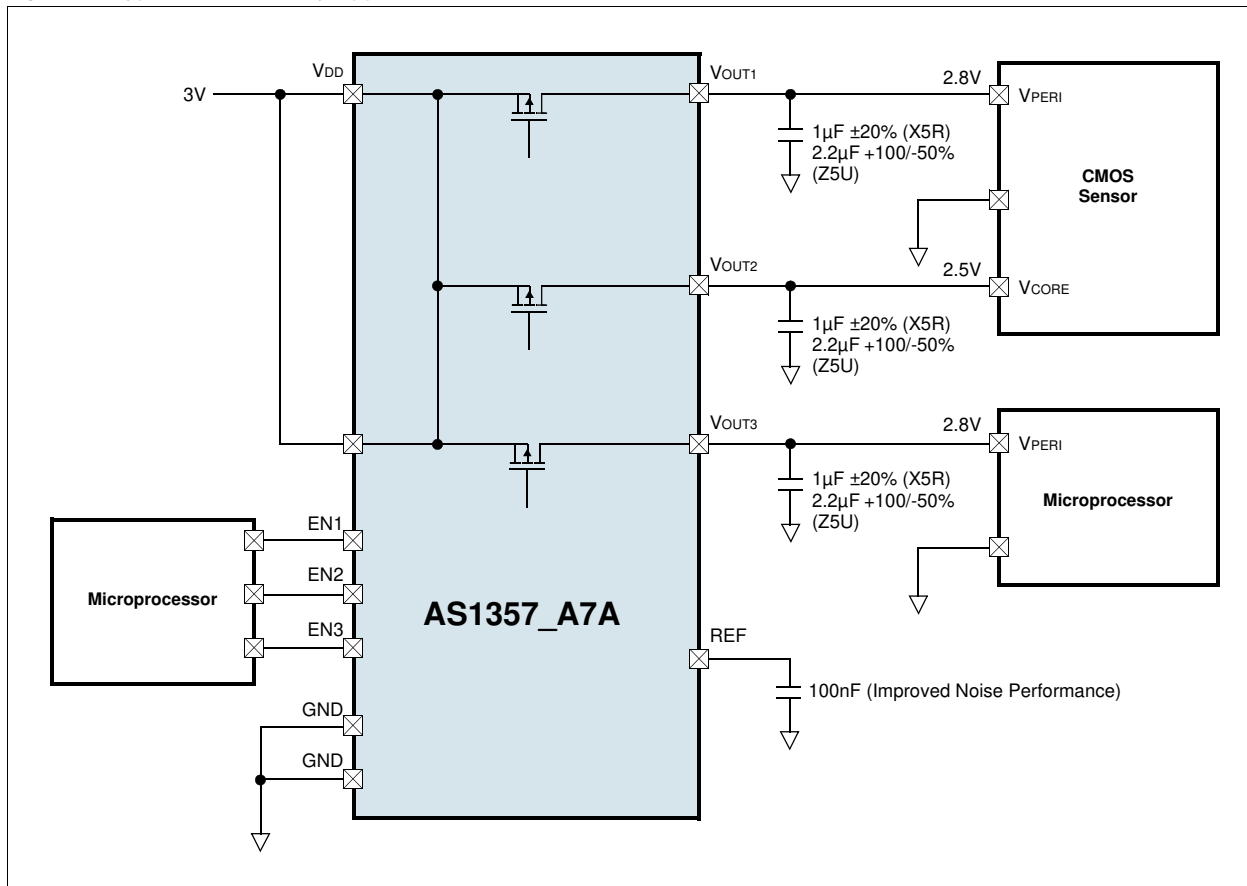 VDD
3V
VOUT1
2.8V
VPERI
1µF ±20% (X5R)
2.2µF +100/-50%
(Z5U)
CMOS
Sensor
VOUT2
2.5V
VCORE
1µF ±20% (X5R)
2.2µF +100/-50%
(Z5U)
VOUT3
2.8V
VPERI
1µF ±20% (X5R)
2.2µF +100/-50%
(Z5U)
Microprocessor
Microprocessor
EN1
EN2
EN3
AS1357_A7A
REF
100nF (Improved Noise Performance)
GND
GND